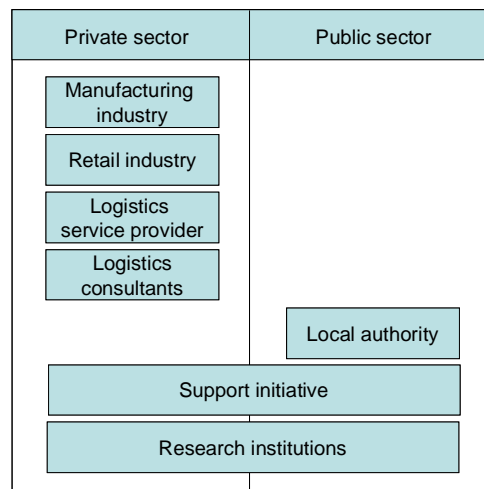 Private sector
Public sector
Manufacturing
industry
Retail industry
Logistics
service provider
Logistics
consultants
Local authority
Support initiative
Research institutions